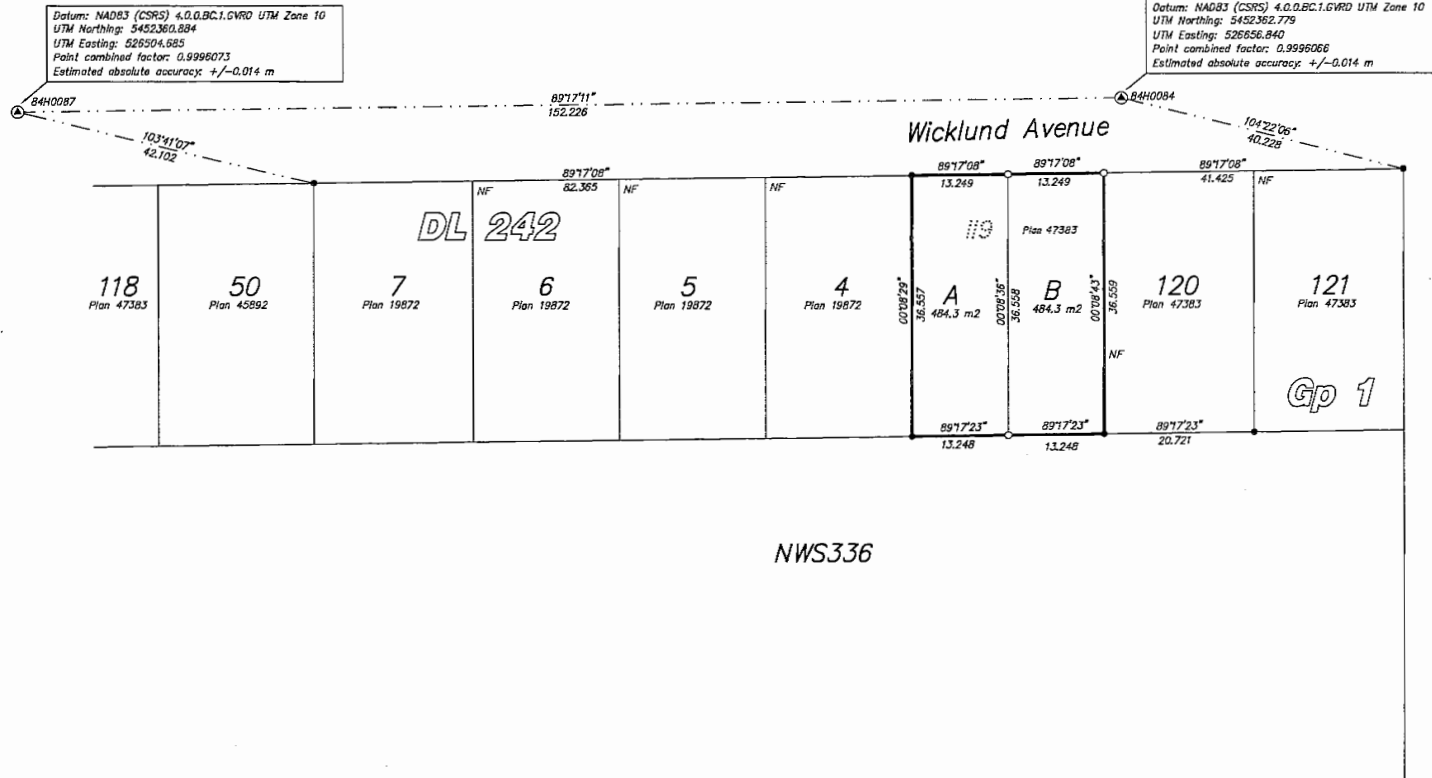 Datum: NAD83 (CSRS) 4.0.0.BC.1.GVRD UTM Zone 10
UTM Northing: 5452360.884
UTM Easting: 526504.685
Point combined factor: 0.9996073
Estimated absolute accuracy: +/-0.014 m
Datum: NAD83 (CSRS) 4.0.0.BC.1.GVRD UTM Zone 10
UTM Northing: 5452362.779
UTM Easting: 526656.840
Point combined factor: 0.9996066
Estimated absolute accuracy: +/-0.014 m
84H0087
89°17'11"
152.226
84H0084
103°41'07"
42.102
Wicklund Avenue
104°22'06"
40.228
89°17'08"
82.365
89°17'08"
13.249
89°17'08"
13.249
89°17'08"
41.425
NF
NF
NF
NF
DL 242
119
Plan 47383
118
Plan 47383
50
Plan 45892
7
Plan 19872
6
Plan 19872
5
Plan 19872
4
Plan 19872
00°08'29"
36.557
A
484.3 m2
00°08'36"
36.558
B
484.3 m2
00°08'43"
36.559
120
Plan 47383
121
Plan 47383
NF
Gp 1
89°17'23"
13.248
89°17'23"
13.248
89°17'23"
20.721
NWS336